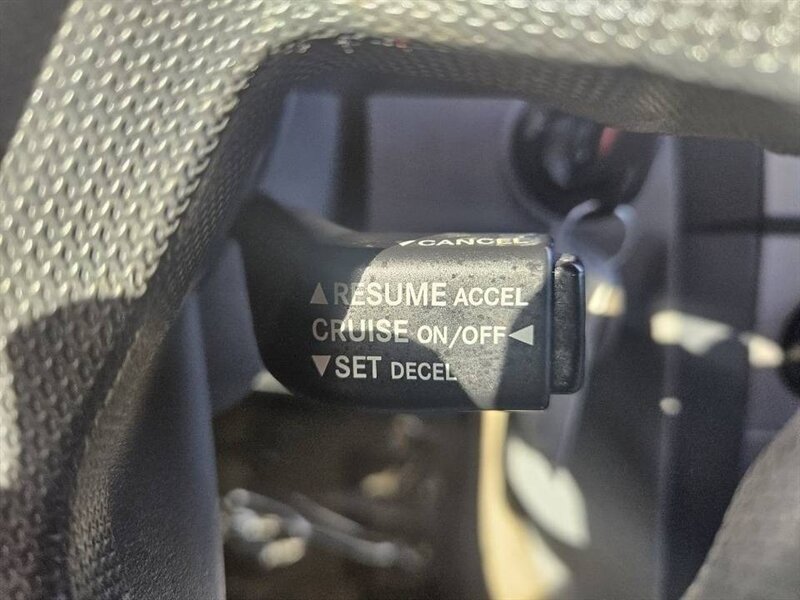 ▼CANCEL
▲RESUME ACCEL
CRUISE ON/OFF◀
▼SET DECEL